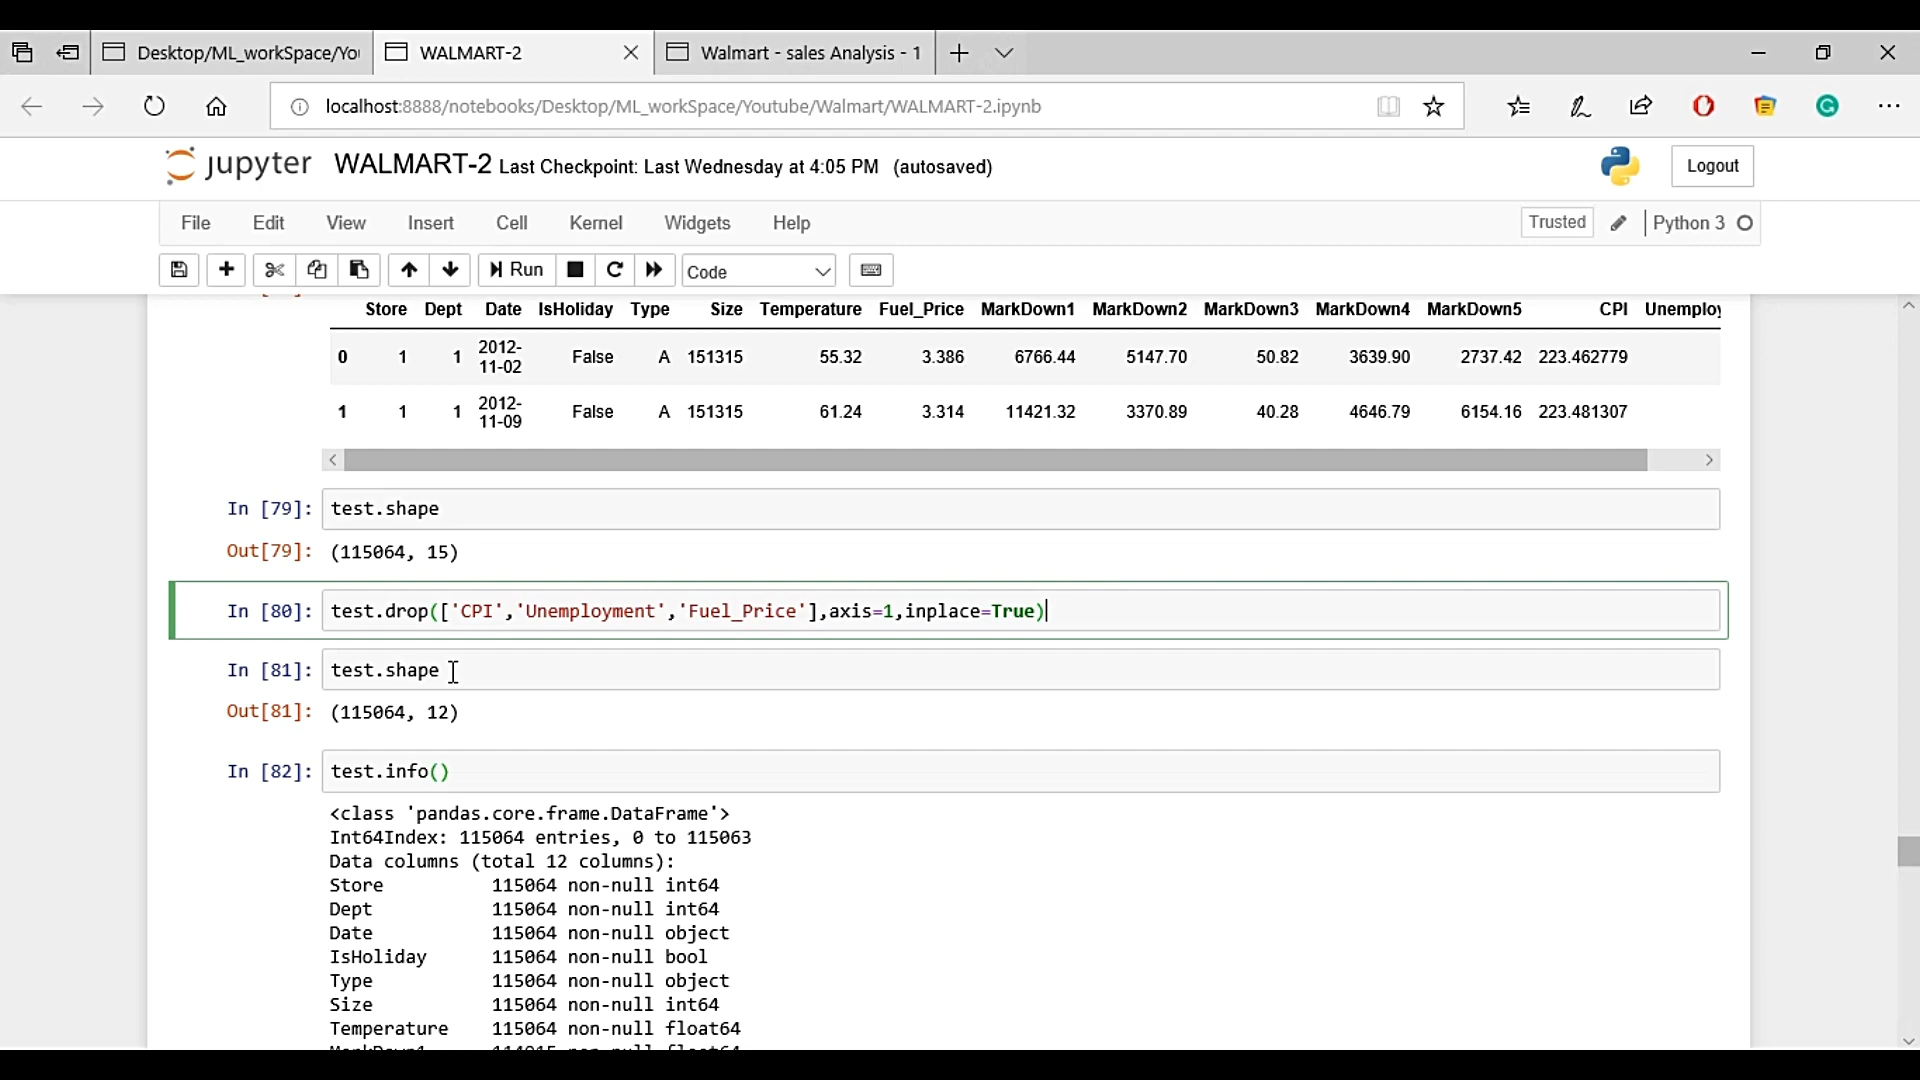 Desktop/ML_workSpace/You
WALMART-2
Walmart - sales Analysis - 1
localhost:8888/notebooks/Desktop/ML_workSpace/Youtube/Walmart/WALMART-2.ipynb
jupyter WALMART-2 Last Checkpoint: Last Wednesday at 4:05 PM (autosaved)
Logout
File Edit View Insert Cell Kernel Widgets Help
Trusted Python 3
Run Code
Store Dept Date IsHoliday Type Size Temperature Fuel_Price MarkDown1 MarkDown2 MarkDown3 MarkDown4 MarkDown5 CPI Unemploy
0 1 1 2012-11-02 False A 151315 55.32 3.386 6766.44 5147.70 50.82 3639.90 2737.42 223.462779
1 1 1 2012-11-09 False A 151315 61.24 3.314 11421.32 3370.89 40.28 4646.79 6154.16 223.481307
In [79]: test.shape
Out[79]: (115064, 15)
In [80]: test.drop(['CPI','Unemployment','Fuel_Price'],axis=1,inplace=True)
In [81]: test.shape
Out[81]: (115064, 12)
In [82]: test.info()
<class 'pandas.core.frame.DataFrame'>
Int64Index: 115064 entries, 0 to 115063
Data columns (total 12 columns):
Store 115064 non-null int64
Dept 115064 non-null int64
Date 115064 non-null object
IsHoliday 115064 non-null bool
Type 115064 non-null object
Size 115064 non-null int64
Temperature 115064 non-null float64